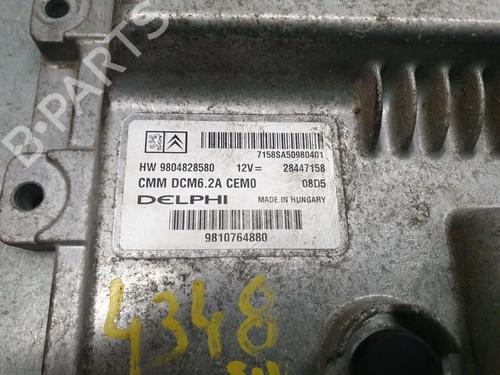 B-PARTS
7158SA50980401
HW 9804828580 12V= 28447158
CMM DCM6.2A CEM0 08D5
DELPHI MADE IN HUNGARY
9810764880
4348